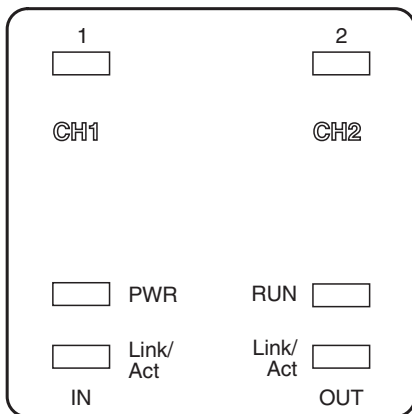 1 2
CH1 CH2
PWR RUN
Link/ Link/
Act Act
IN OUT